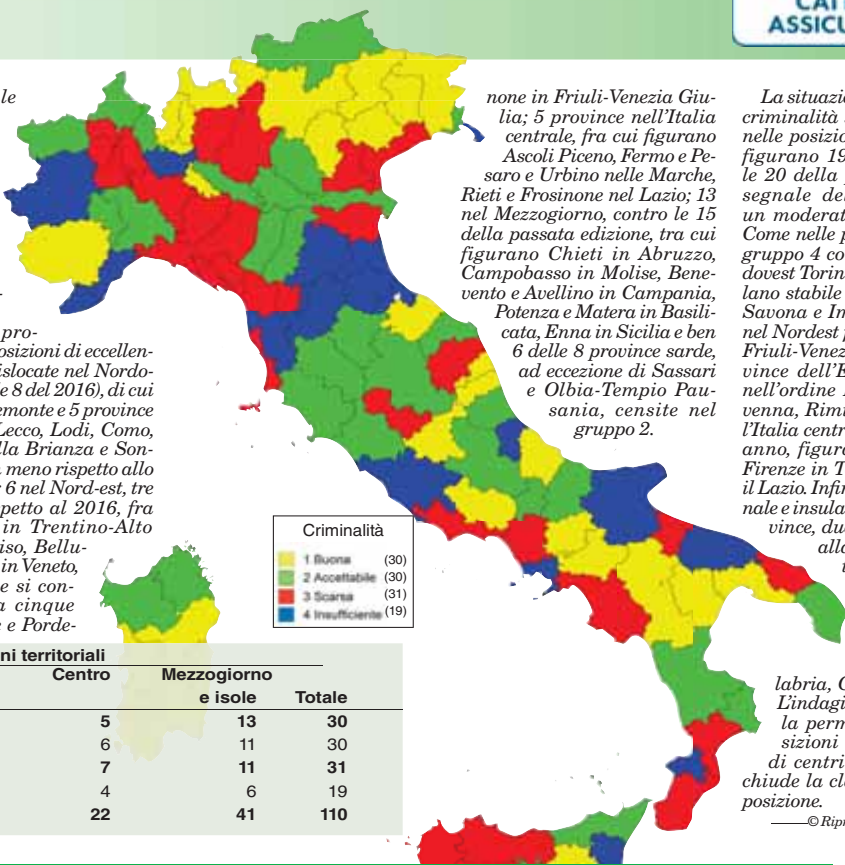 ASSICU
le
pro-
osizioni di eccellen-
islocate nel Nordo-
e 8 del 2016), di cui
emonte e 5 province
Lecco, Lodi, Como,
lla Brianza e Son-
meno rispetto allo
6 nel Nord-est, tre
petto al 2016, fra
in Trentino-Alto
iso, Bellu-
in Veneto,
e si con-
a cinque
e Porde-
none in Friuli-Venezia Giu-
lia; 5 province nell'Italia
centrale, fra cui figurano
Ascoli Piceno, Fermo e Pe-
saro e Urbino nelle Marche,
Rieti e Frosinone nel Lazio; 13
nel Mezzogiorno, contro le 15
della passata edizione, tra cui
figurano Chieti in Abruzzo,
Campobasso in Molise, Bene-
vento e Avellino in Campania,
Potenza e Matera in Basili-
cata, Enna in Sicilia e ben
6 delle 8 province sarde,
ad eccezione di Sassari
e Olbia-Tempio Pau-
sania, censite nel
gruppo 2.
La situazio
criminalità
nelle posizion
figurano 19
le 20 della
segnale del
un moderat
Come nelle p
gruppo 4 co
dovest Torin
lano stabile
Savona e Im
nel Nordest
Friuli-Venez
vince dell'E
nell'ordine
venna, Rimi
l'Italia centr
anno, figura
Firenze in T
il Lazio. Infin
nale e insula
vince, du
alla
labria, C
L'indagi
la perm
sizioni
di centri
chiude la cl
posizione.
© Ripr
Criminalità
1 Buona (30)
2 Accettabile (30)
3 Scarsa (31)
4 Insufficiente (19)
ni territoriali
Centro Mezzogiorno
e isole Totale
5 13 30
6 11 30
7 11 31
4 6 19
22 41 110